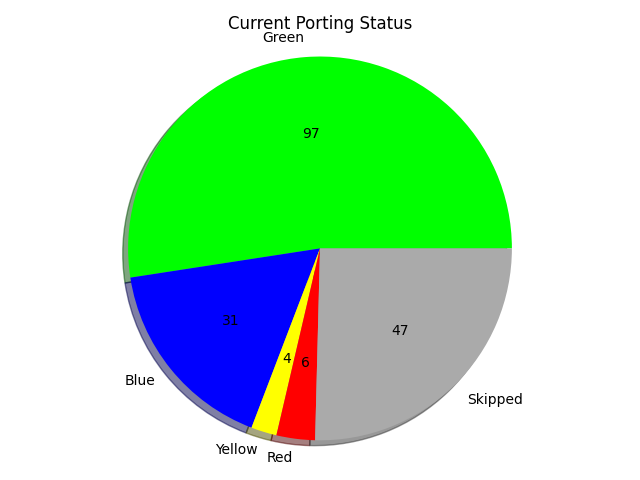 Current Porting Status
Green
97
31
4
6
47
Blue
Yellow
Red
Skipped